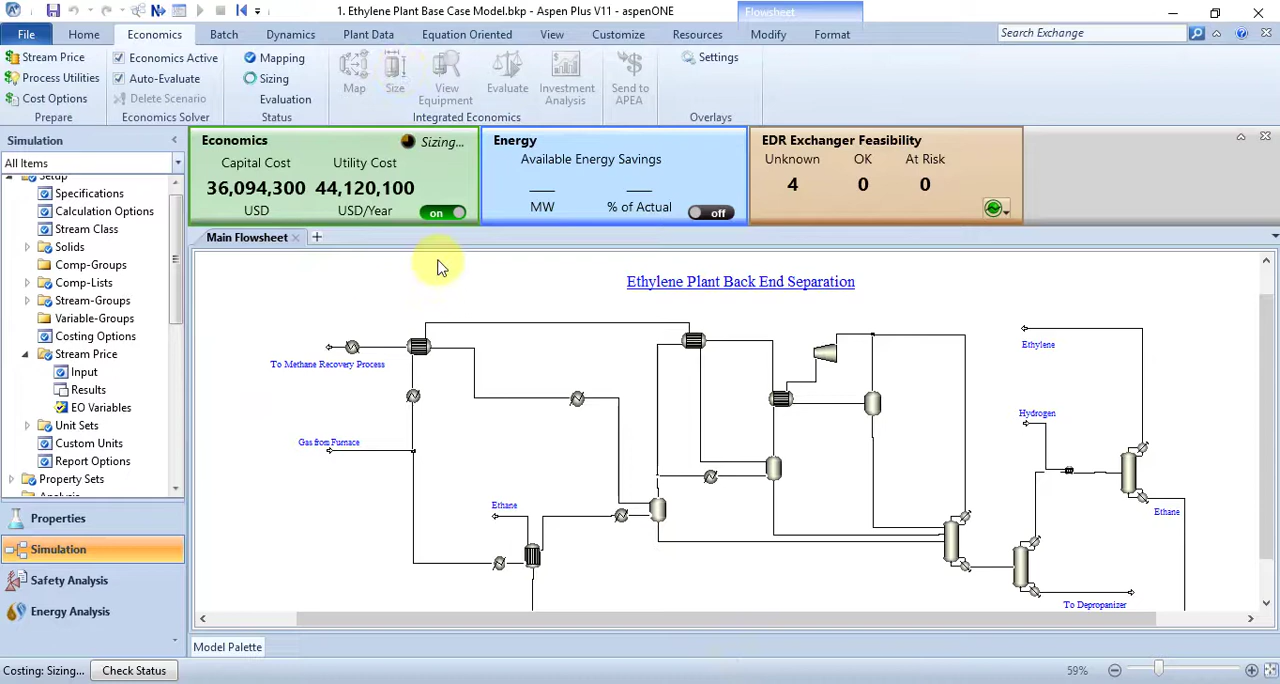 1. Ethylene Plant Base Case Model.bkp - Aspen Plus V11 - aspenONE
Flowsheet
File Home Economics Batch Dynamics Plant Data Equation Oriented View Customize Resources Modify Format
Search Exchange
Stream Price
Process Utilities
Cost Options
Prepare
Economics Active
Auto-Evaluate
Delete Scenario
Economics Solver
Mapping
Sizing
Evaluation
Status
Map
Size
View
Equipment
Evaluate
Investment
Analysis
Send to
APEA
Integrated Economics
Settings
Overlays
Simulation
All Items
Setup
Specifications
Calculation Options
Stream Class
Solids
Comp-Groups
Comp-Lists
Stream-Groups
Variable-Groups
Costing Options
Stream Price
Input
Results
EO Variables
Unit Sets
Custom Units
Report Options
Property Sets
Analysis
Properties
Simulation
Safety Analysis
Energy Analysis
Economics
Sizing...
Capital Cost Utility Cost
36,094,300 44,120,100
USD USD/Year
on
Energy
Available Energy Savings
MW % of Actual
off
EDR Exchanger Feasibility
Unknown OK At Risk
4 0 0
Main Flowsheet
Ethylene Plant Back End Separation
To Methane Recovery Process
Ethylene
Hydrogen
Gas from Furnace
Ethane
Ethane
To Depropanizer
Model Palette
Costing: Sizing...
Check Status
59%